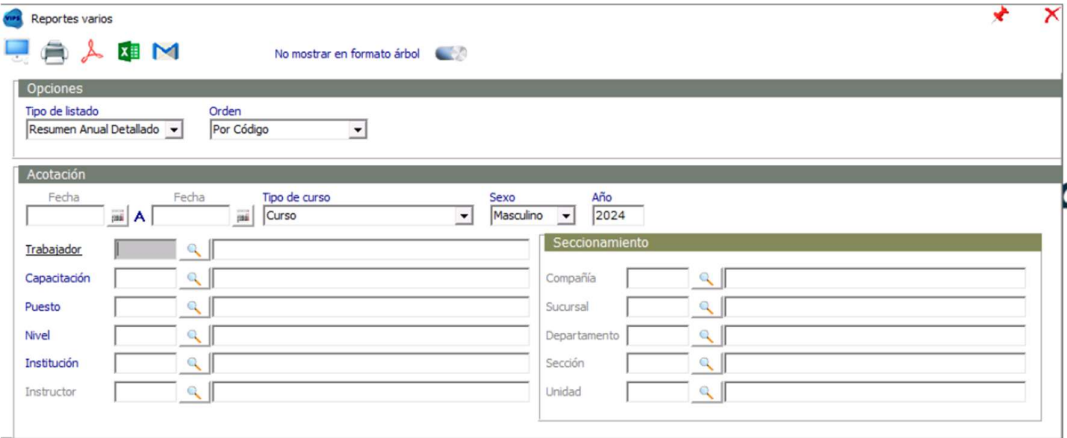 VIPS Reportes varios
No mostrar en formato árbol
Opciones
Tipo de listado Orden
Resumen Anual Detallado Por Código
Acotación
Fecha Fecha Tipo de curso Sexo Año
A Curso Masculino 2024
Trabajador
Capacitación
Puesto
Nivel
Institución
Instructor
Seccionamiento
Compañía
Sucursal
Departamento
Sección
Unidad